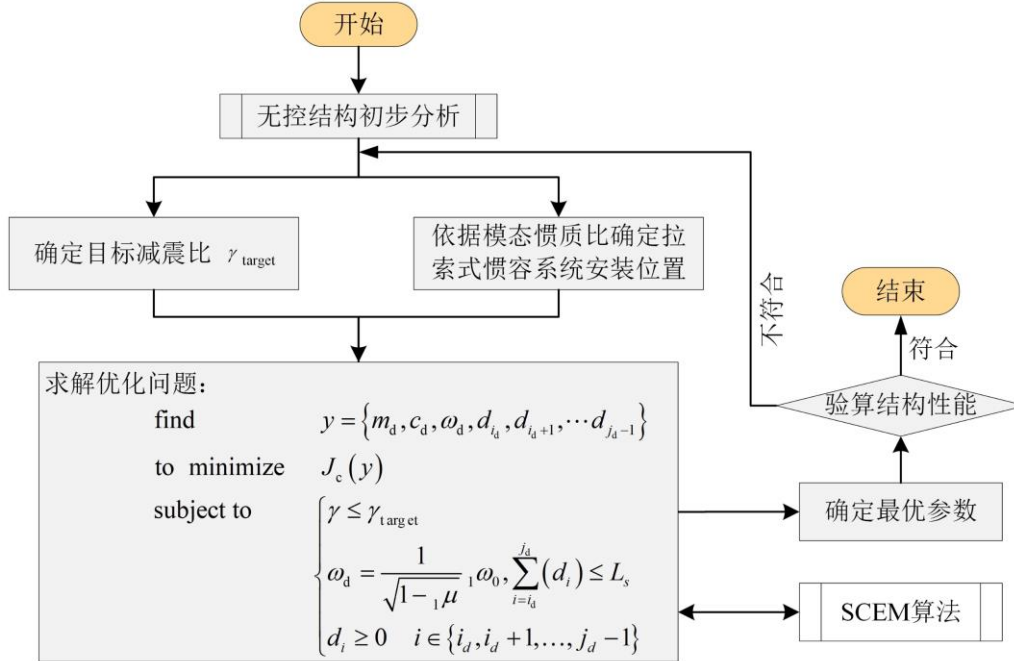 开始
无控结构初步分析
确定目标减震比 γ_target
依据模态惯质比确定拉
索式惯容系统安装位置
不符合
结束
符合
验算结构性能
确定最优参数
求解优化问题:
find y = {m_d, c_d, ω_d, d_{i_d}, d_{i_d+1}, ⋯ d_{j_d−1}}
to minimize J_c(y)
subject to { γ ≤ γ_target
ω_d = \frac{1}{\sqrt{1−_1μ}} _1ω_0, \sum_{i=i_d}^{j_d}(d_i) ≤ L_s
d_i ≥ 0 i ∈ {i_d, i_d + 1, ..., j_d − 1}
SCEM算法